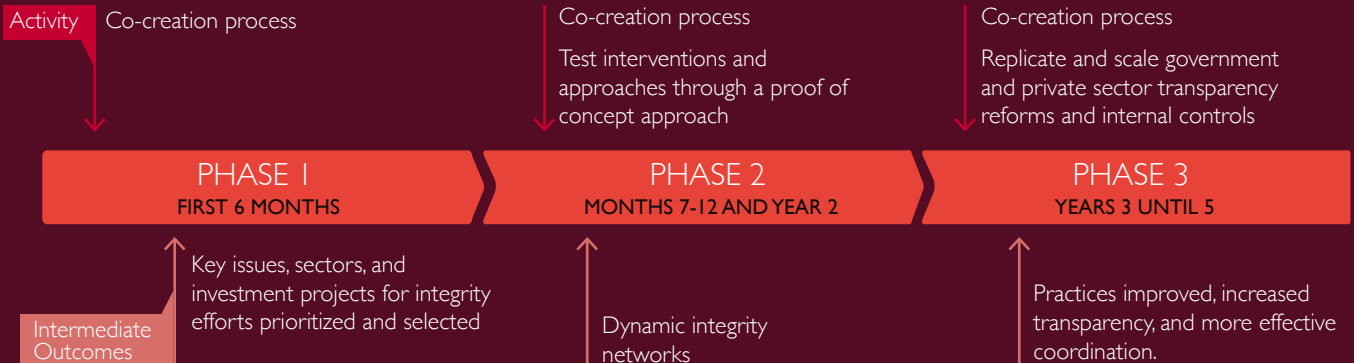 Activity
Co-creation process
Co-creation process
Test interventions and
approaches through a proof of
concept approach
Co-creation process
Replicate and scale government
and private sector transparency
reforms and internal controls
PHASE 1
FIRST 6 MONTHS
PHASE 2
MONTHS 7-12 AND YEAR 2
PHASE 3
YEARS 3 UNTIL 5
Intermediate
Outcomes
Key issues, sectors, and
investment projects for integrity
efforts prioritized and selected
Dynamic integrity
networks
Practices improved, increased
transparency, and more effective
coordination.